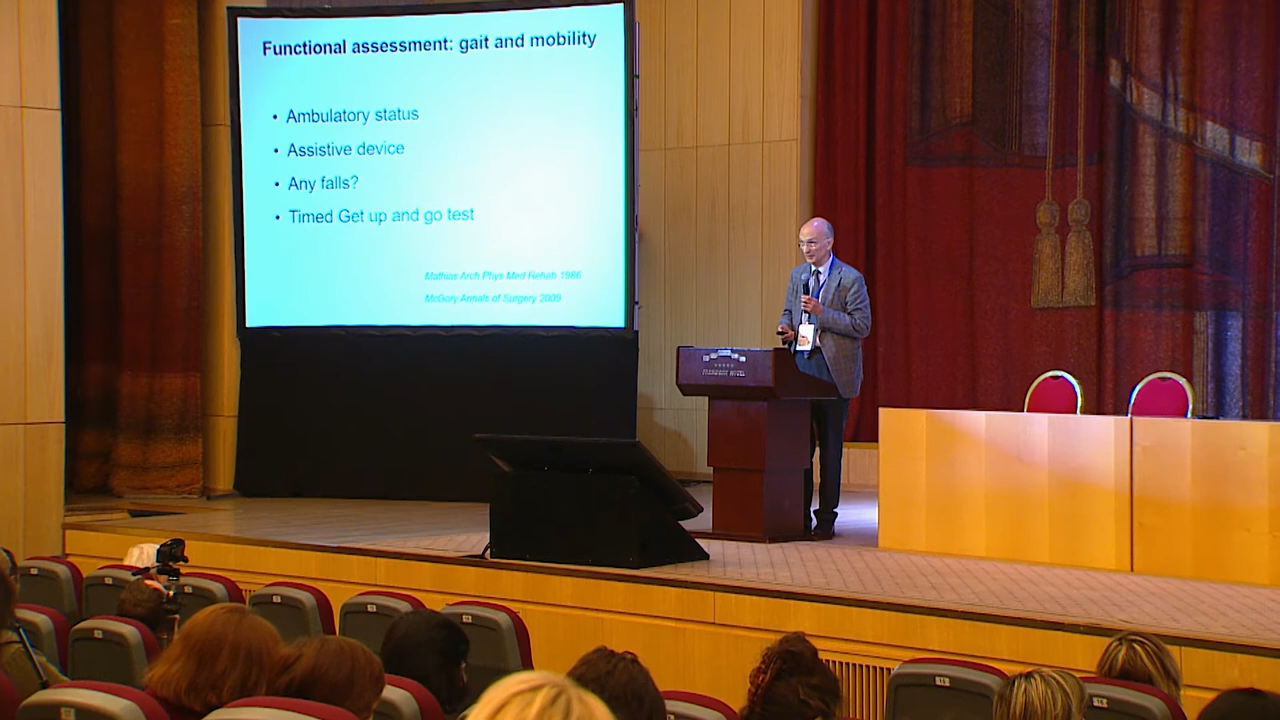 Functional assessment: gait and mobility
• Ambulatory status
• Assistive device
• Any falls?
• Timed Get up and go test
Mathias Arch Phys Med Rehab 1986
McGory Annals of Surgery 2009
HOTEL